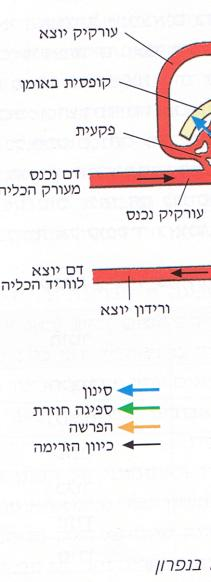 עורקיק יוצא
קופסית באומן
פקעית
דם נכנס
מעורק הכליה
עורקיק נכנס
דם יוצא
לווריד הכליה
ורידון יוצא
סינון
ספיגה חוזרת
הפרשה
כיוון הזרימה
בנפרון